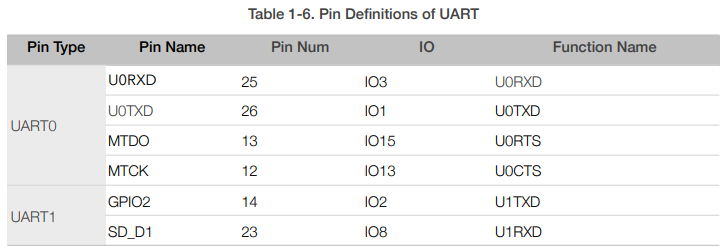 Table 1-6. Pin Definitions of UART
Pin Type Pin Name Pin Num IO Function Name
UART0
U0RXD 25 IO3 U0RXD
U0TXD 26 IO1 U0TXD
MTDO 13 IO15 U0RTS
MTCK 12 IO13 U0CTS
UART1
GPIO2 14 IO2 U1TXD
SD_D1 23 IO8 U1RXD